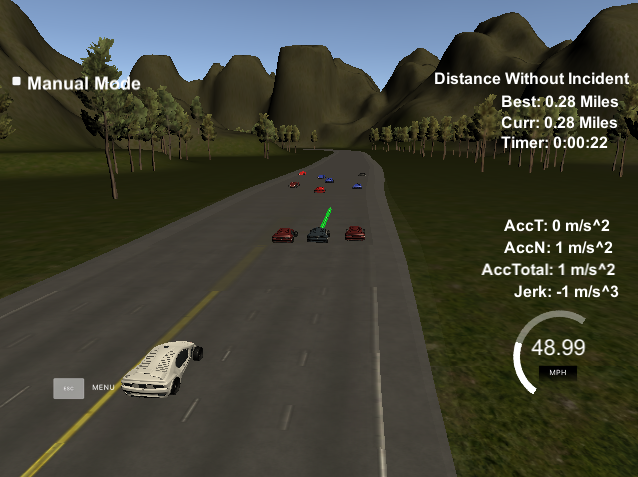 Manual Mode
Distance Without Incident
Best: 0.28 Miles
Curr: 0.28 Miles
Timer: 0:00:22
AccT: 0 m/s^2
AccN: 1 m/s^2
AccTotal: 1 m/s^2
Jerk: -1 m/s^3
48.99
MPH
ESC MENU